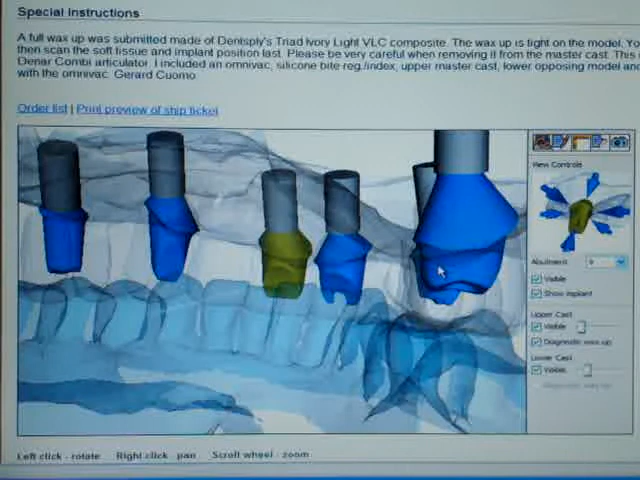 Special Instructions
A full wax up was submitted made of Dentsply's Triad Ivory Light VLC composite. The wax up is tight on the model. Yo
then scan the soft tissue and implant position last. Please be very careful when removing it from the master cast. This
Denar Combi articulator. I included an omnivac, silicone bite reg./index, upper master cast, lower opposing model and
with the omnivac. Gerard Cuomo
Order list | Print preview of ship ticket
View Controls
Abutment
9
Visible
Show implant
Upper Cast
Visible
Diagnostic wax up
Lower Cast
Visible
Left click - rotate Right click - pan Scroll wheel - zoom